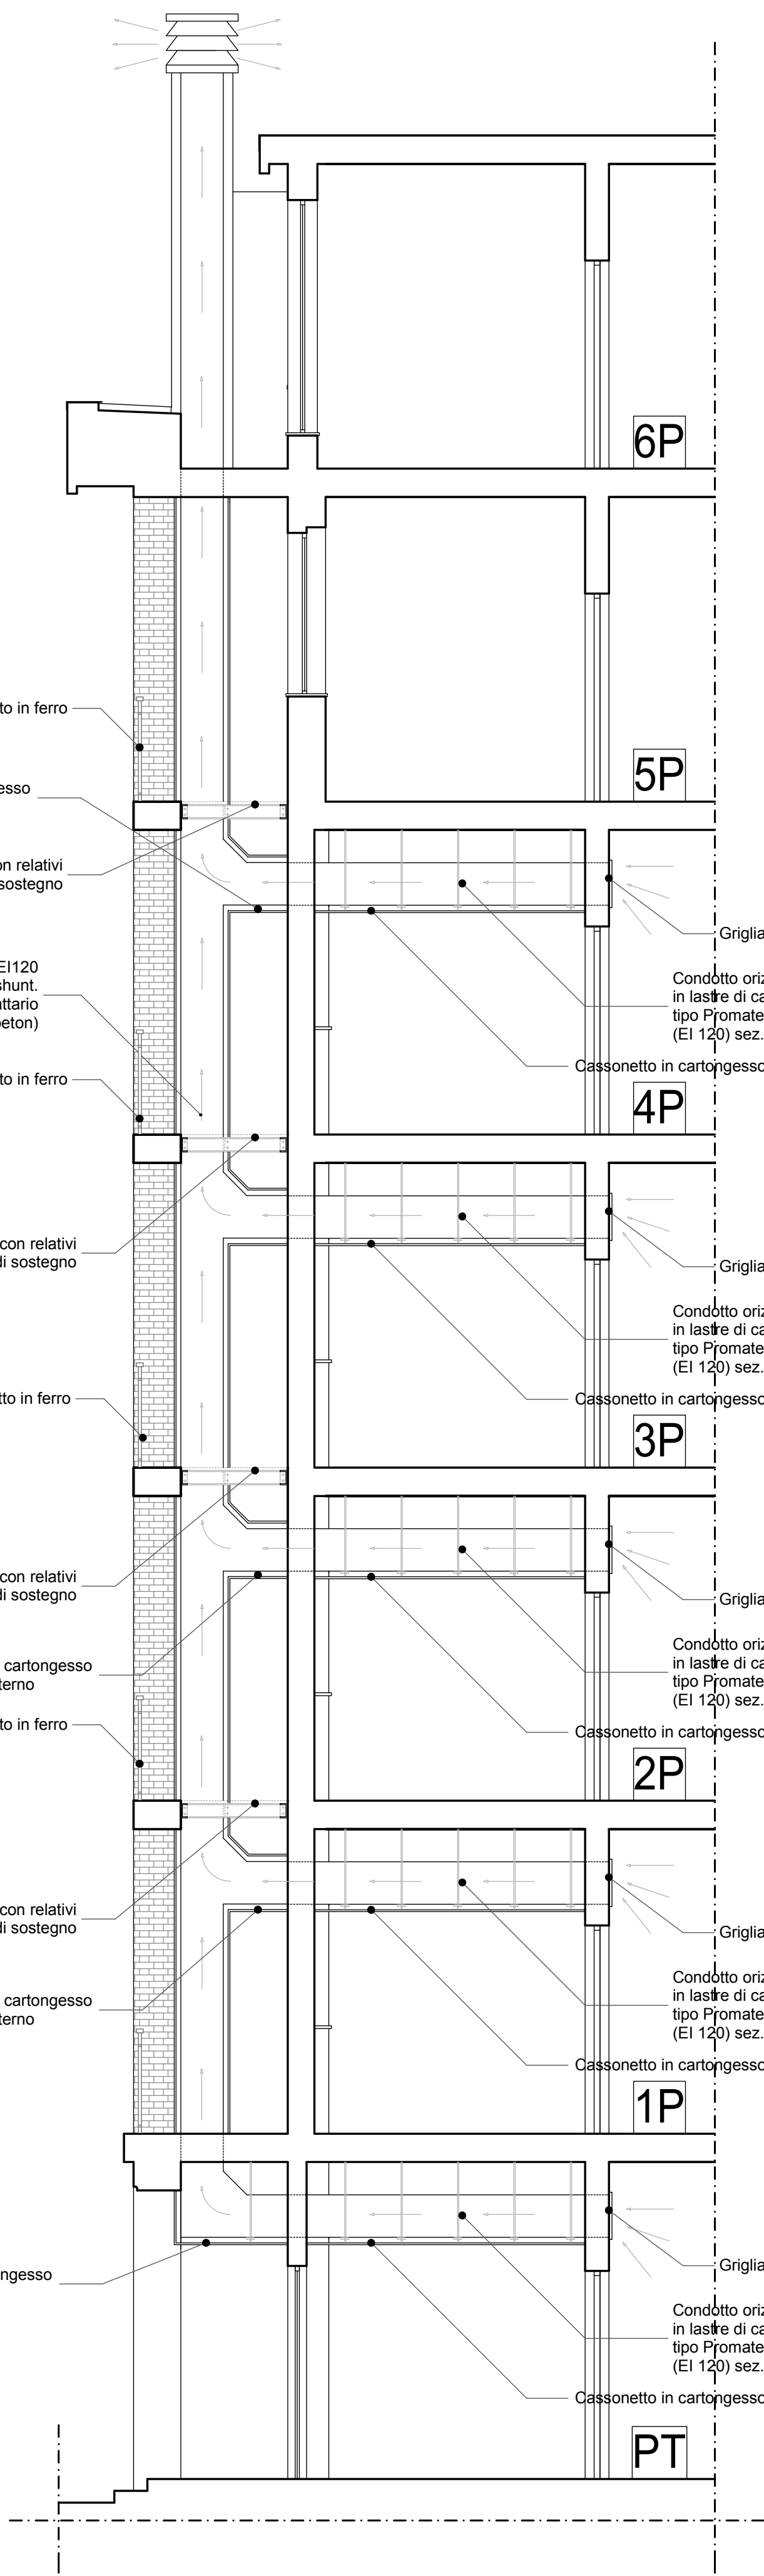 6P
to in ferro
5P
esso
on relativi
sostegno
Griglia
EI120
shunt.
ttario
peton)
Condotto oriz
in lastre di ca
tipo Promate
(EI 120) sez.
Cassonetto in cartongesso
to in ferro
4P
con relativi
di sostegno
Griglia
Condotto oriz
in lastre di ca
tipo Promate
(EI 120) sez.
tto in ferro
Cassonetto in cartongesso
3P
con relativi
di sostegno
Griglia
cartongesso
terno
Condotto oriz
in lastre di ca
tipo Promate
(EI 120) sez.
to in ferro
Cassonetto in cartongesso
2P
con relativi
di sostegno
Griglia
cartongesso
terno
Condotto oriz
in lastre di ca
tipo Promate
(EI 120) sez.
Cassonetto in cartongesso
1P
ngesso
Griglia
Condotto oriz
in lastre di ca
tipo Promate
(EI 120) sez.
Cassonetto in cartongesso
PT